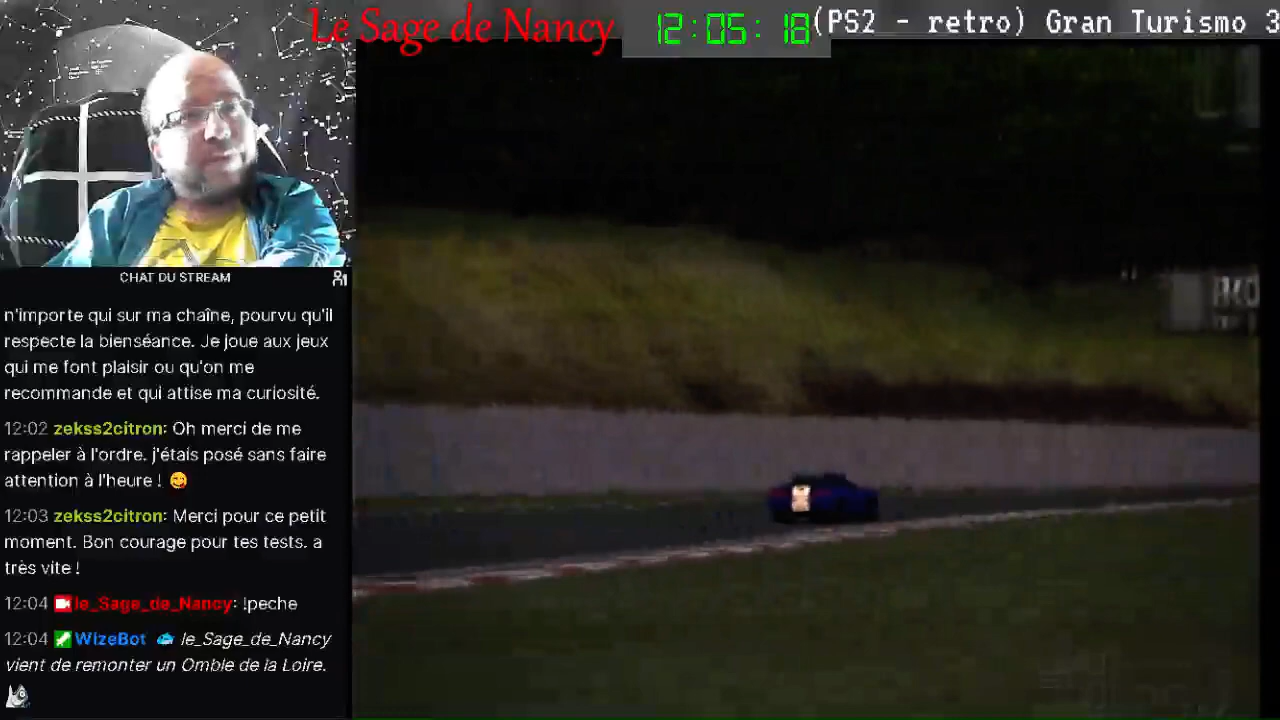 Le Sage de Nancy
12:05:18
(PS2 - retro) Gran Turismo 3
CHAT DU STREAM
n'importe qui sur ma chaîne, pourvu qu'il
respecte la bienséance. Je joue aux jeux
qui me font plaisir ou qu'on me
recommande et qui attise ma curiosité.
12:02 zekss2citron: Oh merci de me
rappeler à l'ordre. j'étais posé sans faire
attention à l'heure ! 😋
12:03 zekss2citron: Merci pour ce petit
moment. Bon courage pour tes tests. a
très vite !
12:04 le_Sage_de_Nancy: !peche
12:04 WizeBot 🐟 le_Sage_de_Nancy
vient de remonter un Omble de la Loire.